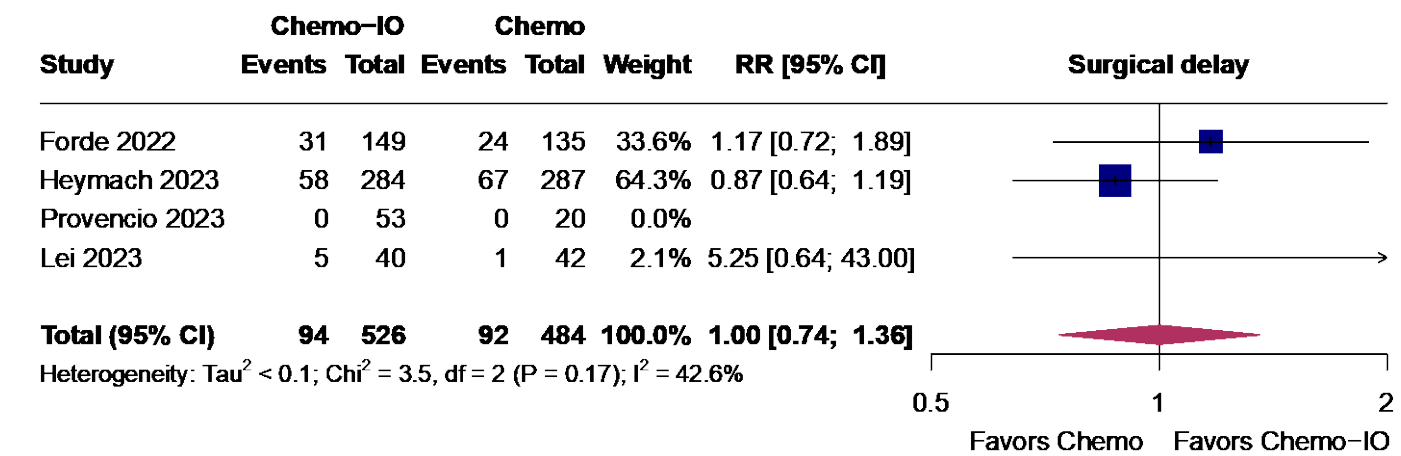 Chemo-IO Chemo
Study Events Total Events Total Weight RR [95% CI] Surgical delay
Forde 2022 31 149 24 135 33.6% 1.17 [0.72; 1.89]
Heymach 2023 58 284 67 287 64.3% 0.87 [0.64; 1.19]
Provencio 2023 0 53 0 20 0.0%
Lei 2023 5 40 1 42 2.1% 5.25 [0.64; 43.00]
Total (95% CI) 94 526 92 484 100.0% 1.00 [0.74; 1.36]
Heterogeneity: Tau² < 0.1; Chi² = 3.5, df = 2 (P = 0.17); I² = 42.6%
0.5 1 2
Favors Chemo Favors Chemo-IO